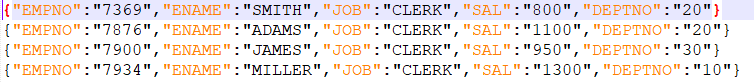 {"EMPNO":"7369","ENAME":"SMITH","JOB":"CLERK","SAL":"800","DEPTNO":"20"}
{"EMPNO":"7876","ENAME":"ADAMS","JOB":"CLERK","SAL":"1100","DEPTNO":"20"}
{"EMPNO":"7900","ENAME":"JAMES","JOB":"CLERK","SAL":"950","DEPTNO":"30"}
{"EMPNO":"7934","ENAME":"MILLER","JOB":"CLERK","SAL":"1300","DEPTNO":"10"}